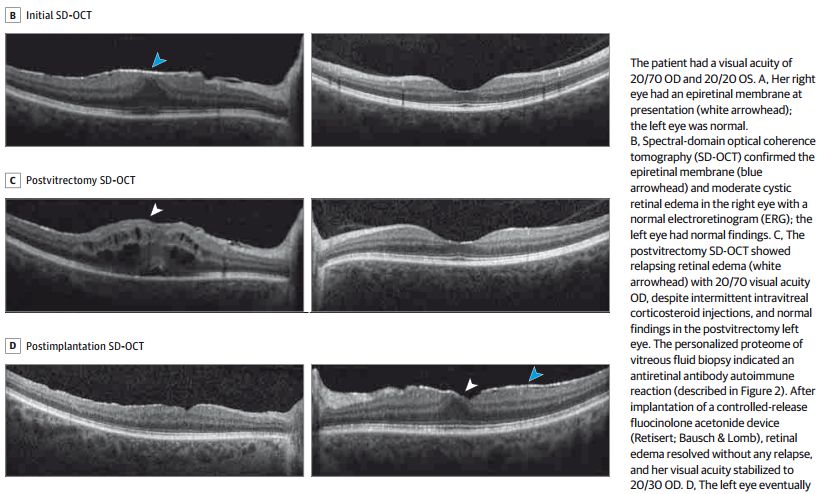 B Initial SD-OCT
C Postvitrectomy SD-OCT
D Postimplantation SD-OCT
The patient had a visual acuity of
20/70 OD and 20/20 OS. A, Her right
eye had an epiretinal membrane at
presentation (white arrowhead);
the left eye was normal.
B, Spectral-domain optical coherence
tomography (SD-OCT) confirmed the
epiretinal membrane (blue
arrowhead) and moderate cystic
retinal edema in the right eye with a
normal electroretinogram (ERG); the
left eye had normal findings. C, The
postvitrectomy SD-OCT showed
relapsing retinal edema (white
arrowhead) with 20/70 visual acuity
OD, despite intermittent intravitreal
corticosteroid injections, and normal
findings in the postvitrectomy left
eye. The personalized proteome of
vitreous fluid biopsy indicated an
antiretinal antibody autoimmune
reaction (described in Figure 2). After
implantation of a controlled-release
fluocinolone acetonide device
(Retisert; Bausch & Lomb), retinal
edema resolved without any relapse,
and her visual acuity stabilized to
20/30 OD. D, The left eye eventually